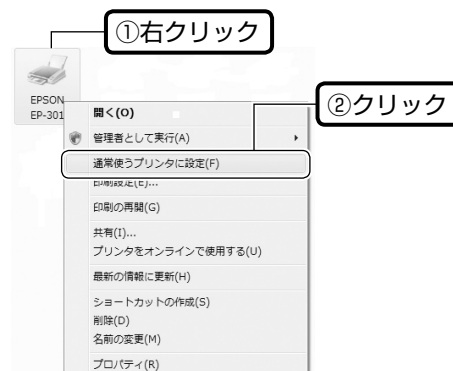 ①右クリック
EPSON
EP-301
②クリック
開く(O)
管理者として実行(A)
通常使うプリンタに設定(F)
印刷設定(E)...
印刷の再開(G)
共有(I)...
プリンタをオンラインで使用する(U)
最新の情報に更新(H)
ショートカットの作成(S)
削除(D)
名前の変更(M)
プロパティ(R)